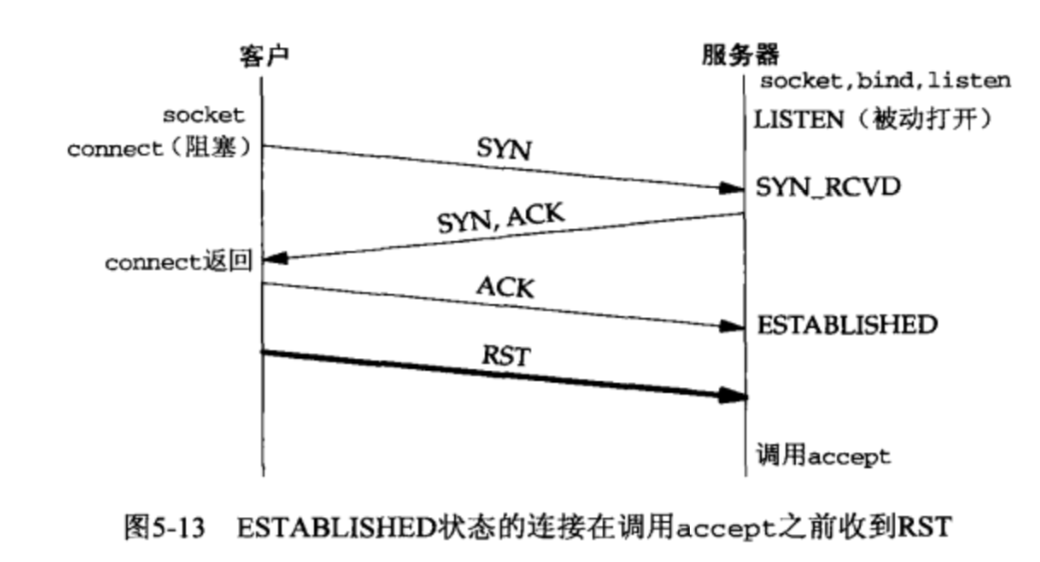 客户
服务器
socket,bind,listen
socket
LISTEN（被动打开）
connect（阻塞）
SYN
SYN_RCVD
SYN, ACK
connect返回
ACK
ESTABLISHED
RST
调用accept
图5-13 ESTABLISHED状态的连接在调用accept之前收到RST